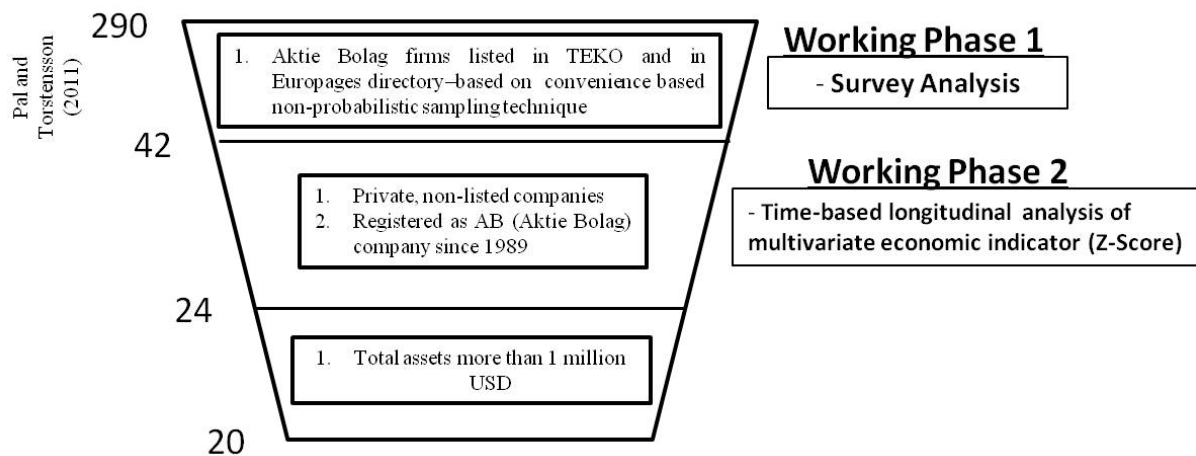 Pal and
Torstensson
(2011)
290
1. Aktie Bolag firms listed in TEKO and in
Europages directory–based on convenience based
non-probabilistic sampling technique
Working Phase 1
- Survey Analysis
42
1. Private, non-listed companies
2. Registered as AB (Aktie Bolag)
company since 1989
Working Phase 2
- Time-based longitudinal analysis of
multivariate economic indicator (Z-Score)
24
1. Total assets more than 1 million
USD
20